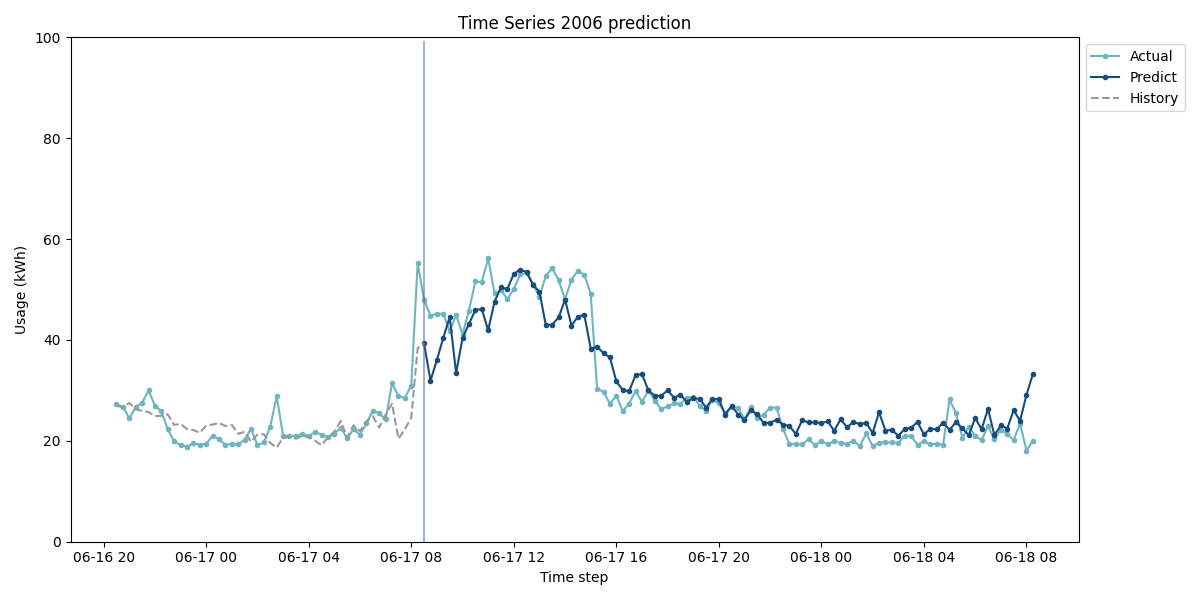 Time Series 2006 prediction
Usage (kWh)
100
80
60
40
20
0
06-16 20 06-17 00 06-17 04 06-17 08 06-17 12 06-17 16 06-17 20 06-18 00 06-18 04 06-18 08
Time step
Actual
Predict
History